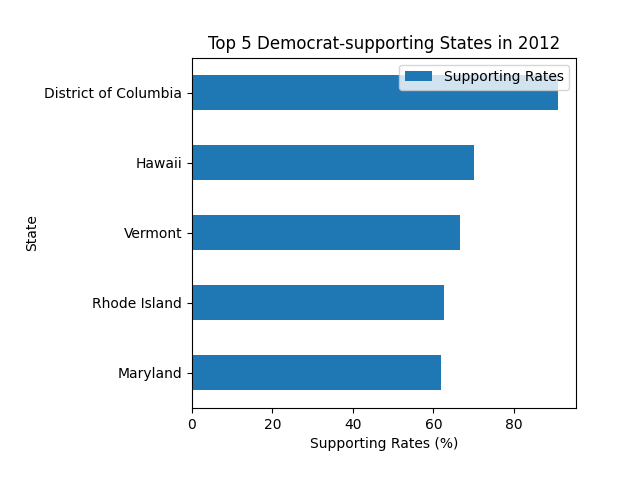 Top 5 Democrat-supporting States in 2012
Supporting Rates
District of Columbia
Hawaii
Vermont
Rhode Island
Maryland
State
0 20 40 60 80
Supporting Rates (%)